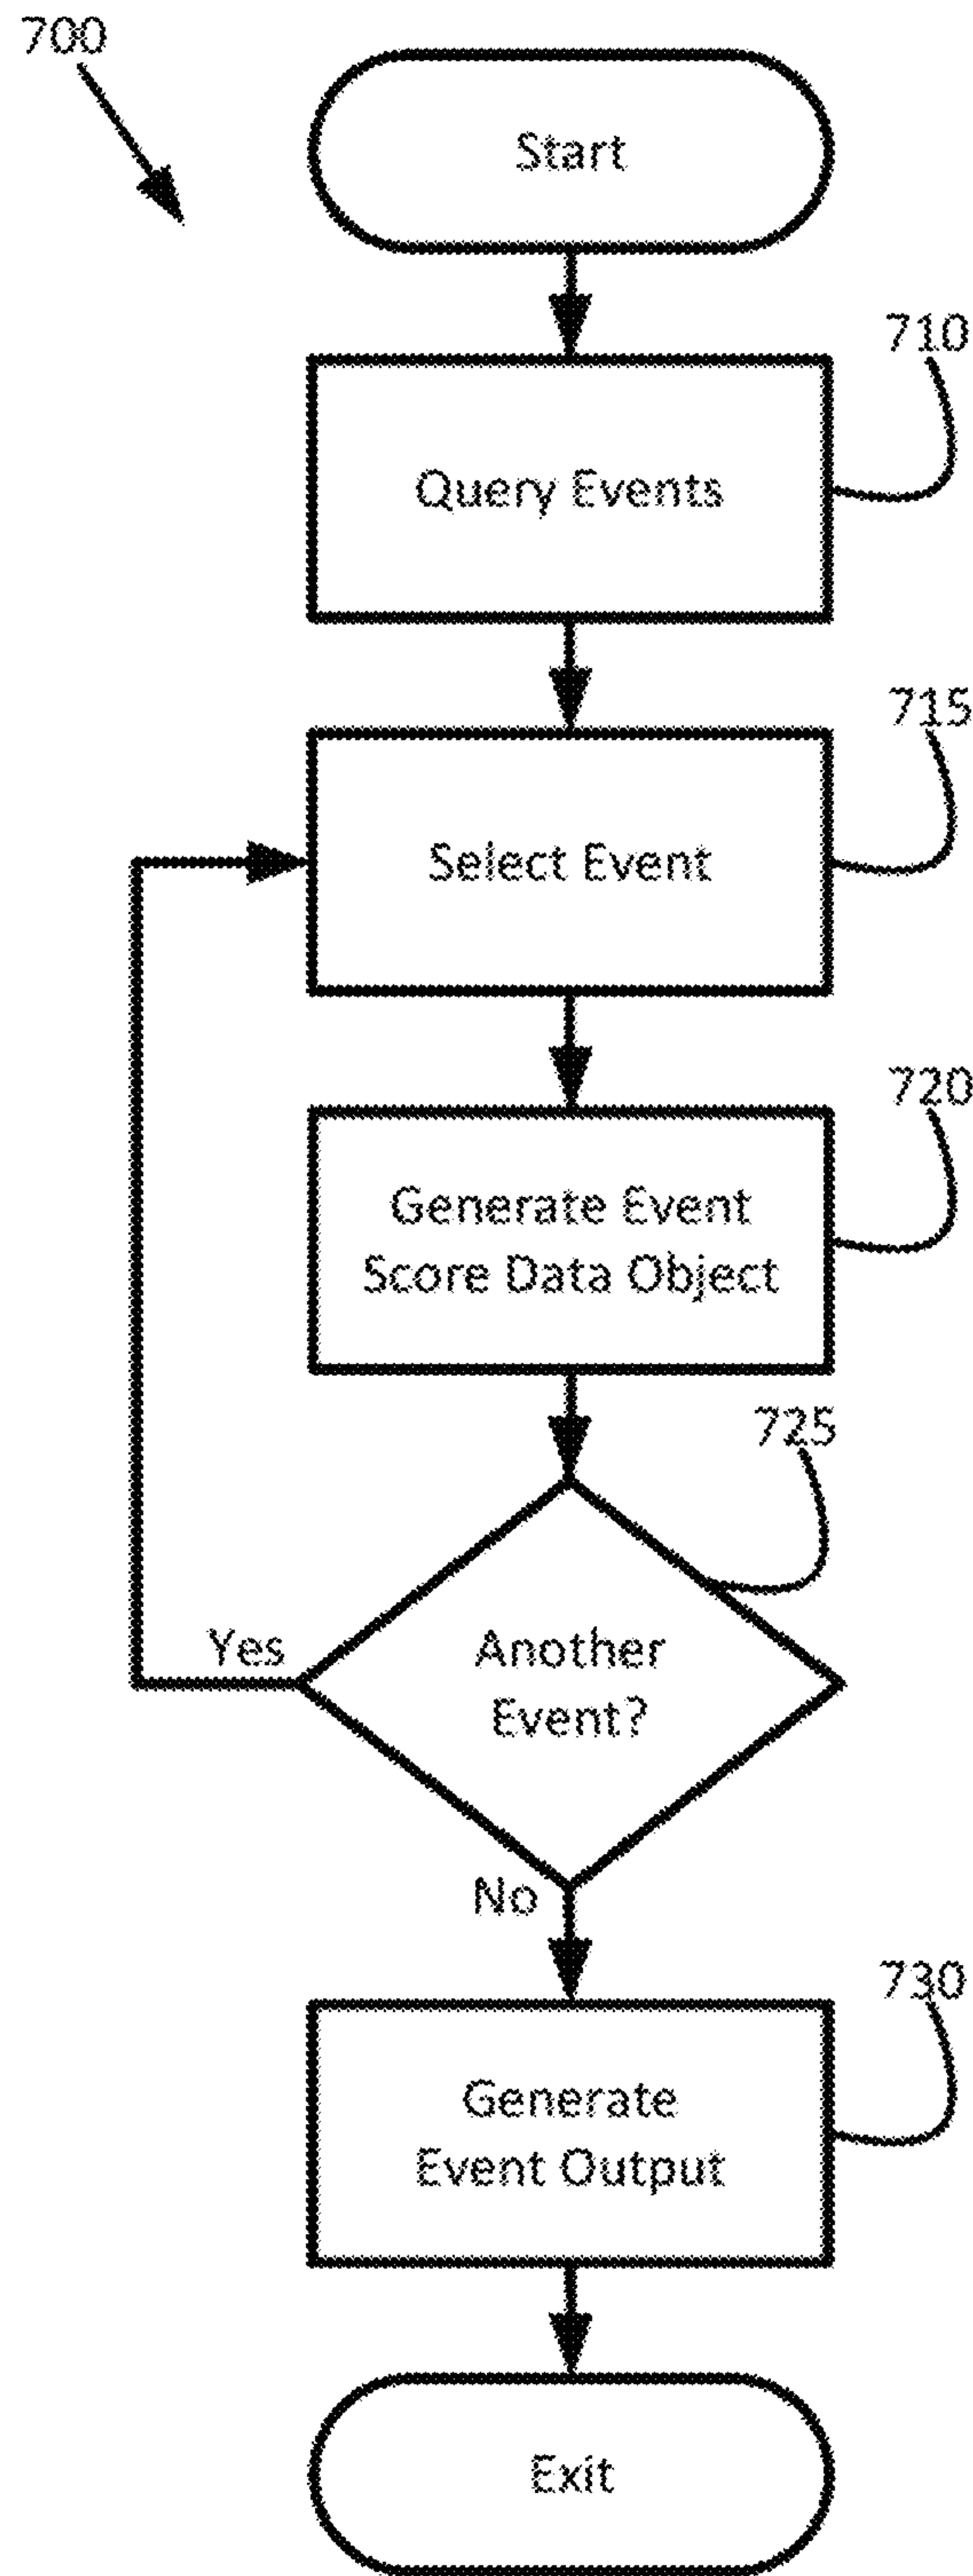 700
Start
710
Query Events
715
Select Event
720
Generate Event
Score Data Object
725
Another
Event?
Yes
No
730
Generate
Event Output
Exit